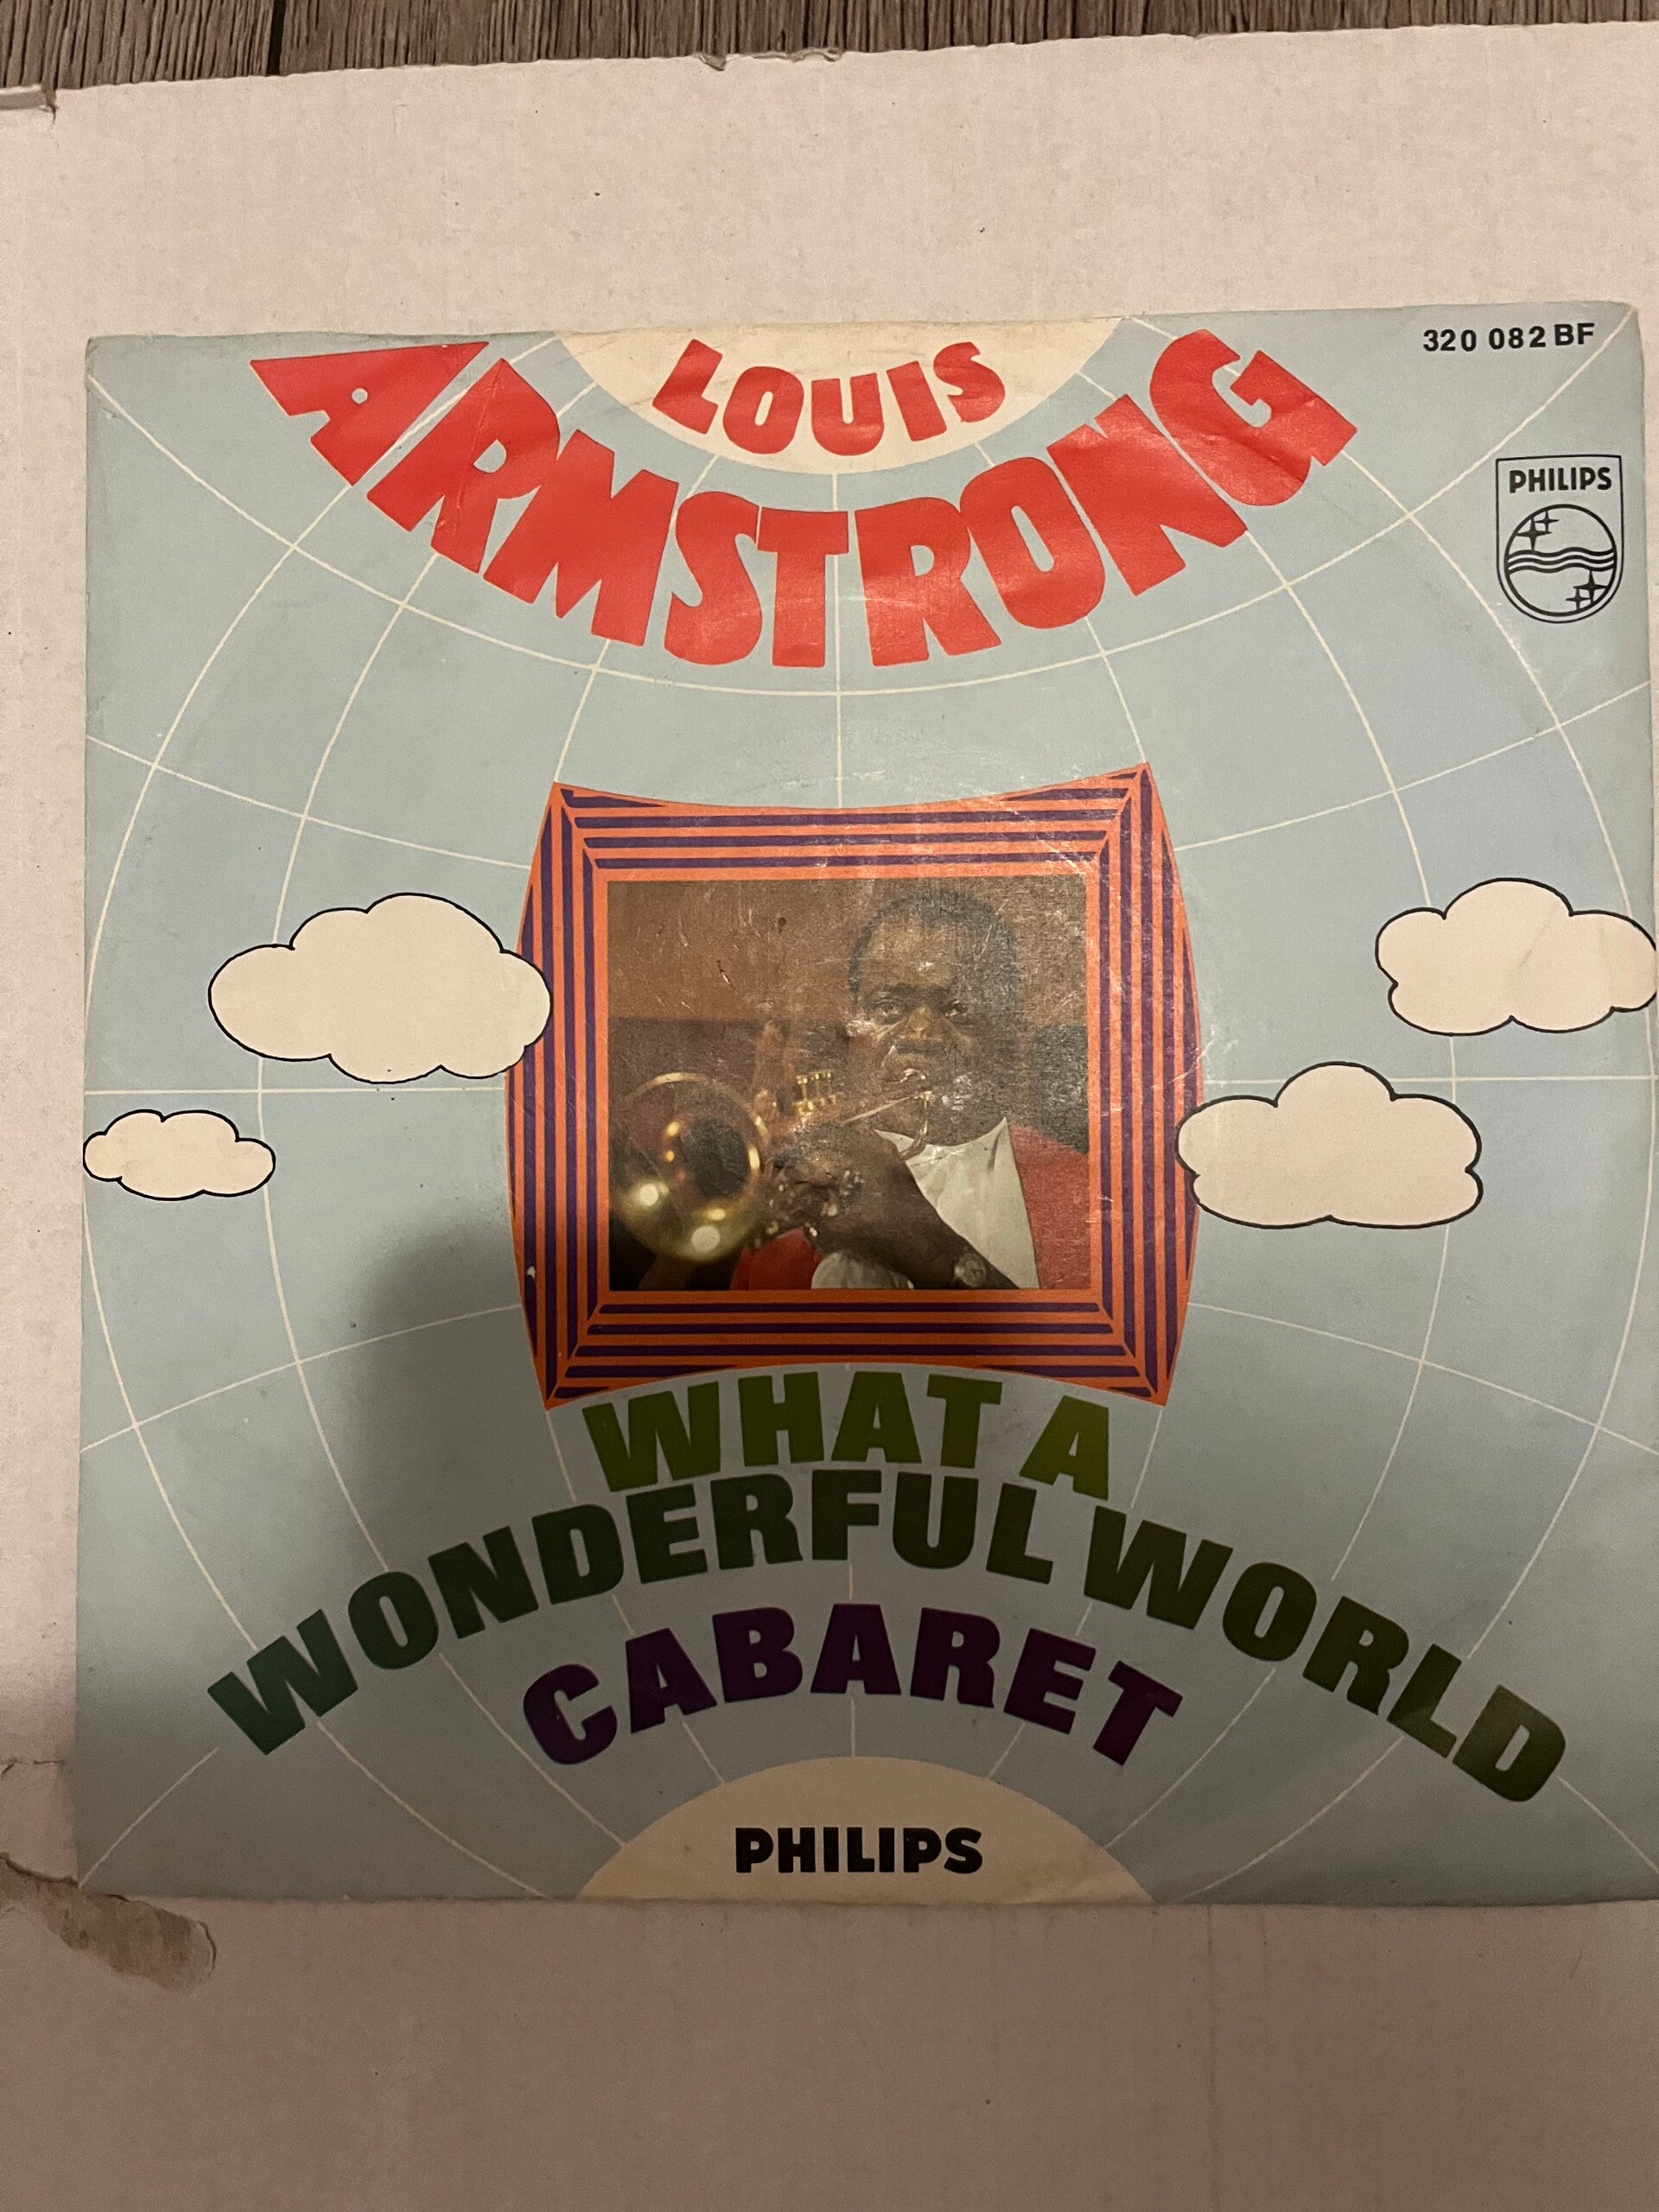 320 082 BF
LOUIS
ARMSTRONG
PHILIPS
WHAT A
WONDERFUL WORLD
CABARET
PHILIPS